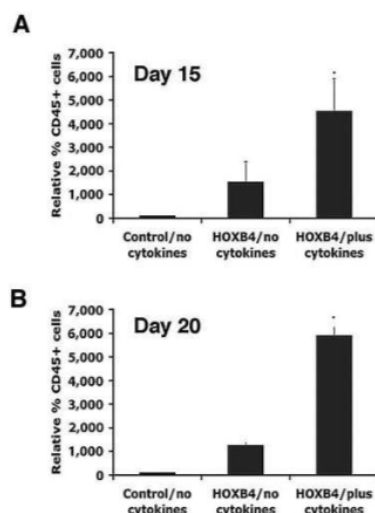 A
Day 15
Relative % CD45+ cells
7,000
6,000
5,000
4,000
3,000
2,000
1,000
0
*
Control/no cytokines
HOXB4/no cytokines
HOXB4/plus cytokines
B
Day 20
Relative % CD45+ cells
7,000
6,000
5,000
4,000
3,000
2,000
1,000
0
*
Control/no cytokines
HOXB4/no cytokines
HOXB4/plus cytokines